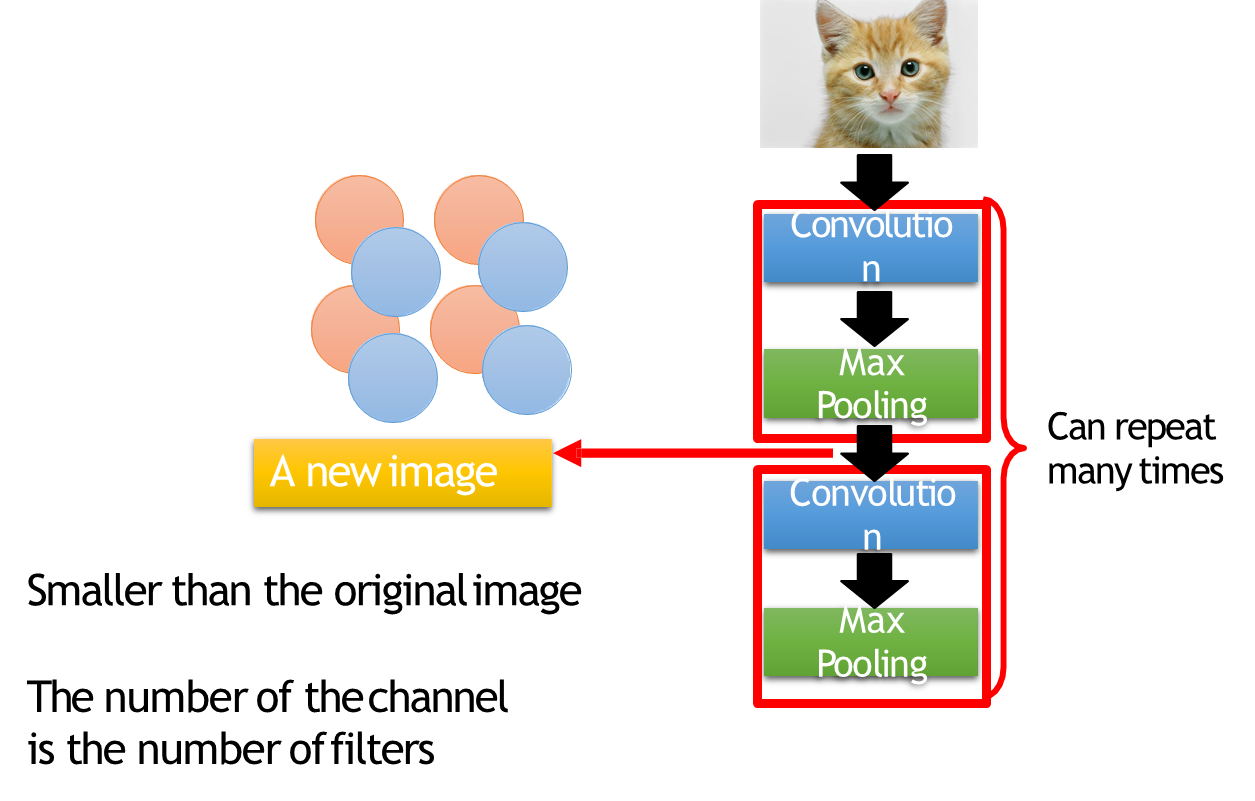 Convolutio
n
Max
Pooling
A new image
Convolutio
n
Max
Pooling
Can repeat
many times
Smaller than the original image
The number of the channel
is the number of filters